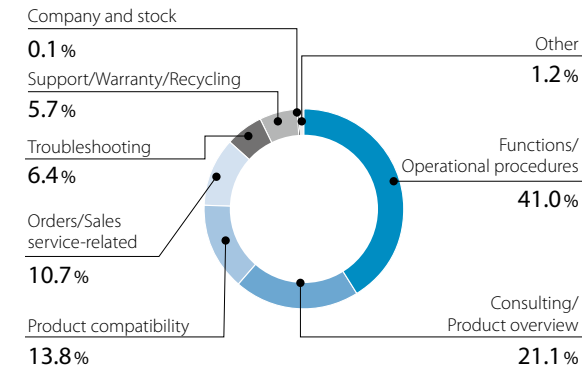 Company and stock
0.1%
Support/Warranty/Recycling
5.7%
Troubleshooting
6.4%
Orders/Sales
service-related
10.7%
Product compatibility
13.8%
Other
1.2%
Functions/
Operational procedures
41.0%
Consulting/
Product overview
21.1%